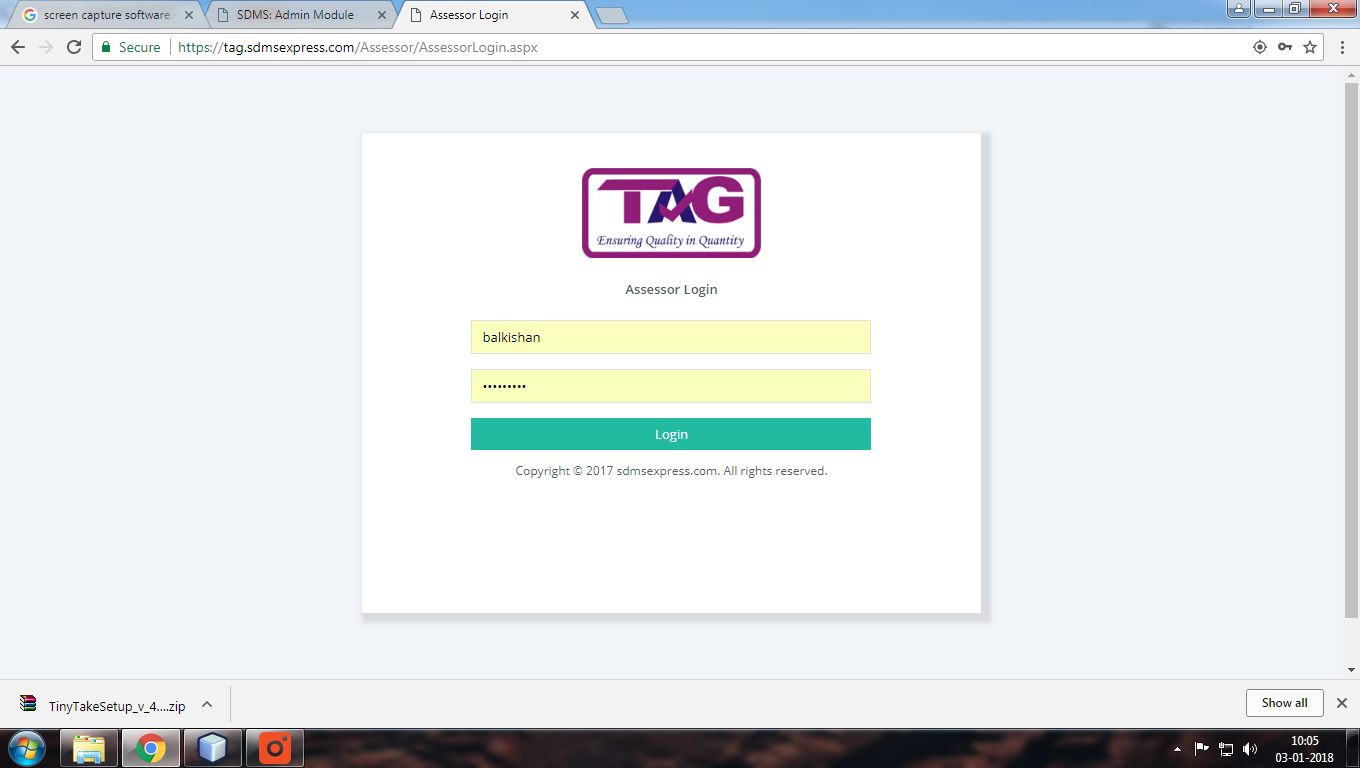 screen capture software
SDMS: Admin Module
Assessor Login
Secure
https://tag.sdmsexpress.com/Assessor/AssessorLogin.aspx
TAG
Ensuring Quality in Quantity
Assessor Login
balkishan
•••••••••
Login
Copyright © 2017 sdmsexpress.com. All rights reserved.
TinyTakeSetup_v_4....zip
Show all
10:05
03-01-2018